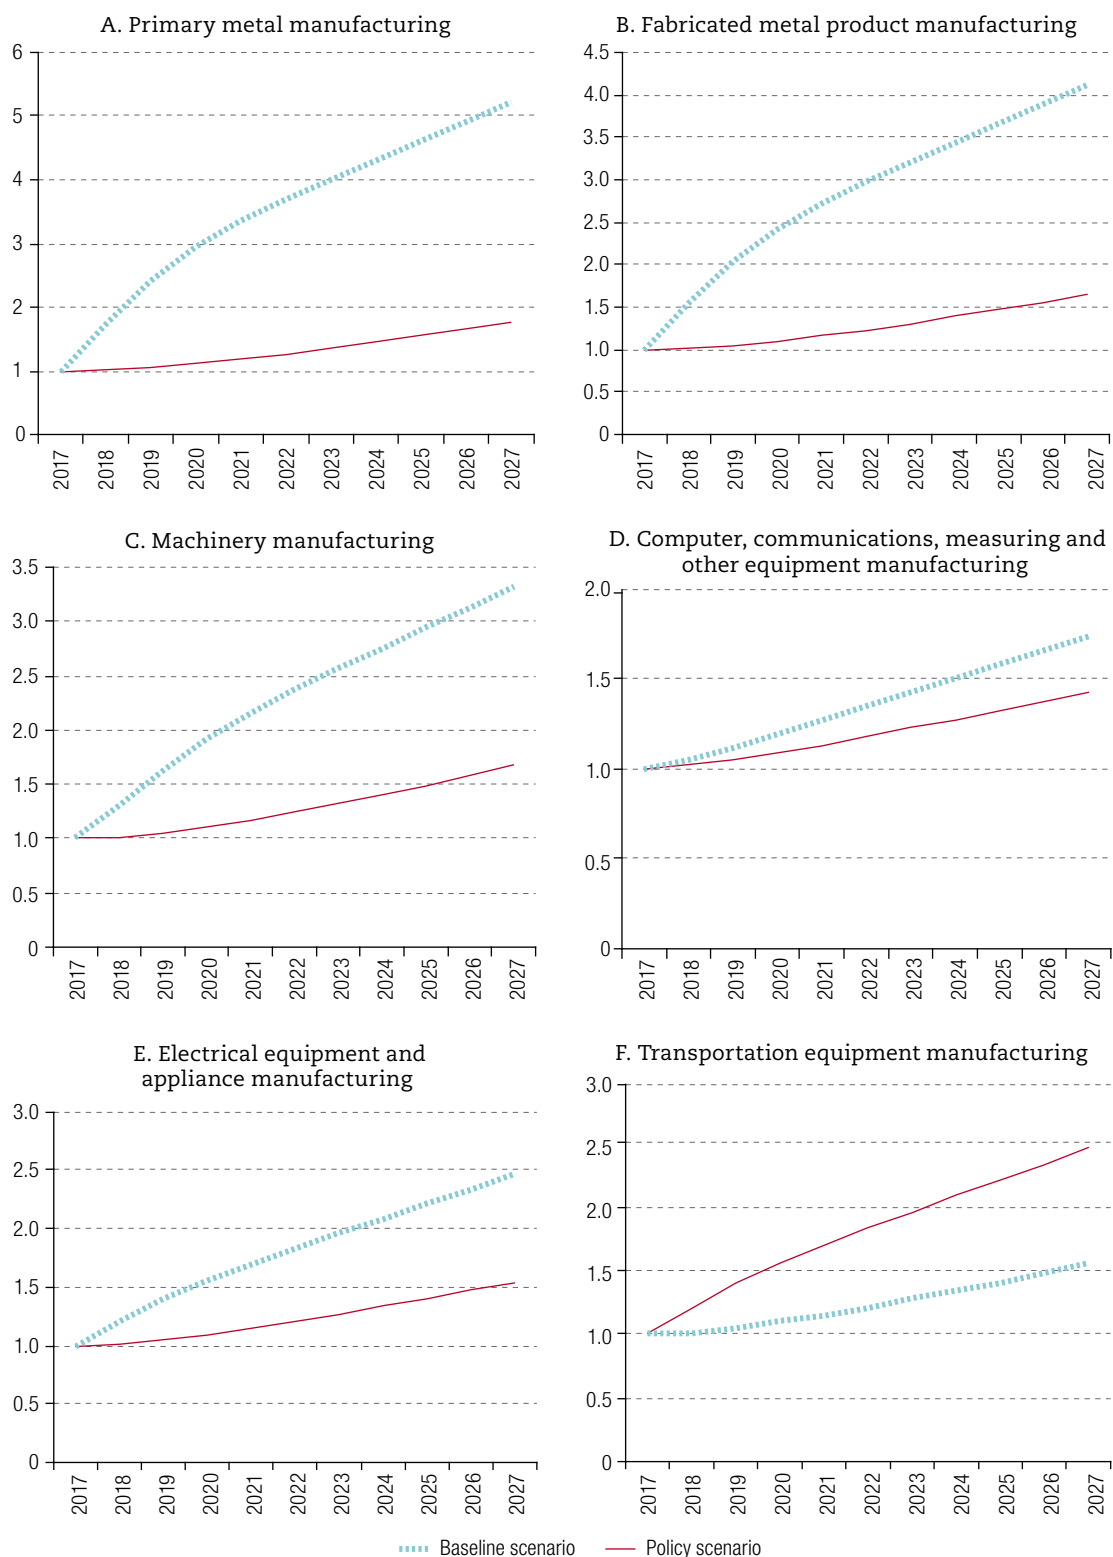 A. Primary metal manufacturing
6
5
4
3
2
1
0
2017 2018 2019 2020 2021 2022 2023 2024 2025 2026 2027
B. Fabricated metal product manufacturing
4.5
4.0
3.5
3.0
2.5
2.0
1.5
1.0
0.5
0
2017 2018 2019 2020 2021 2022 2023 2024 2025 2026 2027
C. Machinery manufacturing
3.5
3.0
2.5
2.0
1.5
1.0
0.5
0
2017 2018 2019 2020 2021 2022 2023 2024 2025 2026 2027
D. Computer, communications, measuring and
other equipment manufacturing
2.0
1.5
1.0
0.5
0
2017 2018 2019 2020 2021 2022 2023 2024 2025 2026 2027
E. Electrical equipment and
appliance manufacturing
3.0
2.5
2.0
1.5
1.0
0.5
0
2017 2018 2019 2020 2021 2022 2023 2024 2025 2026 2027
F. Transportation equipment manufacturing
3.0
2.5
2.0
1.5
1.0
0.5
0
2017 2018 2019 2020 2021 2022 2023 2024 2025 2026 2027
Baseline scenario Policy scenario